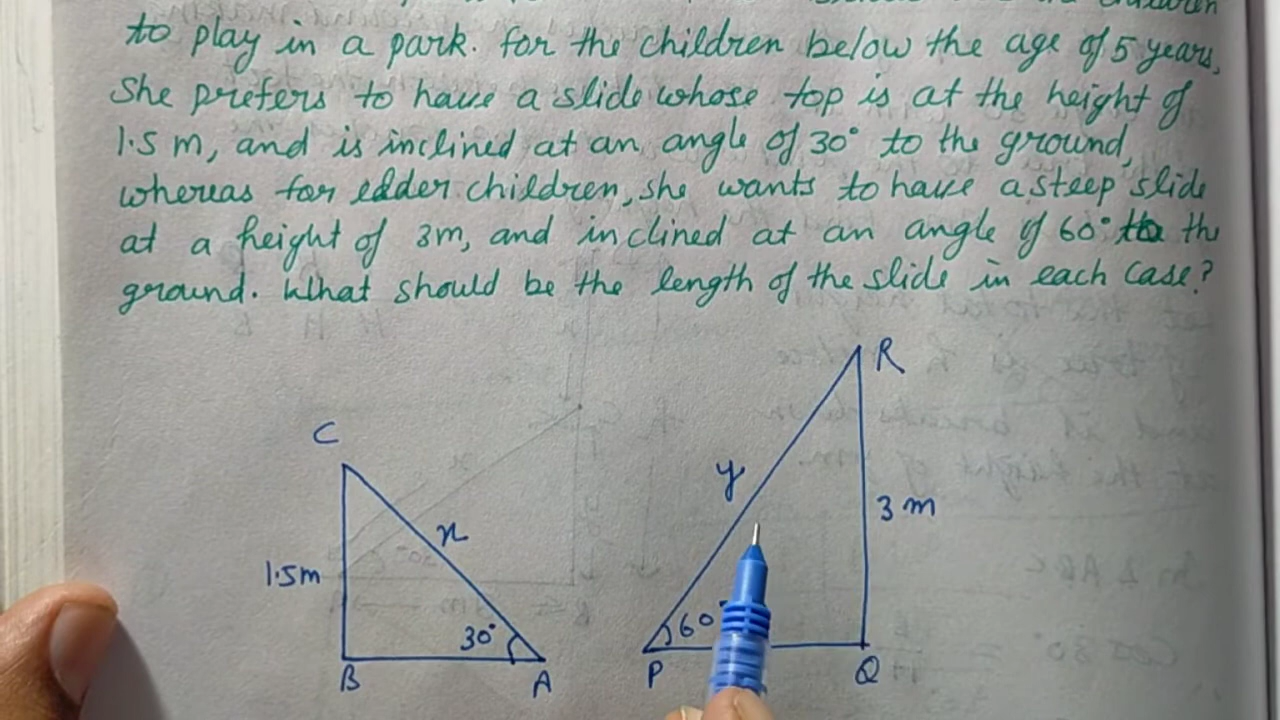 children
to play in a park. For the children below the age of 5 years,
She prefers to have a slide whose top is at the height of
1.5 m, and is inclined at an angle of 30° to the ground,
whereas for elder children, she wants to have a steep slide
at a height of 3m, and inclined at an angle of 60° to the
ground. What should be the length of the slide in each case?
R
C
y
x
3 m
1.5m
30°
60°
B
A
P
Q